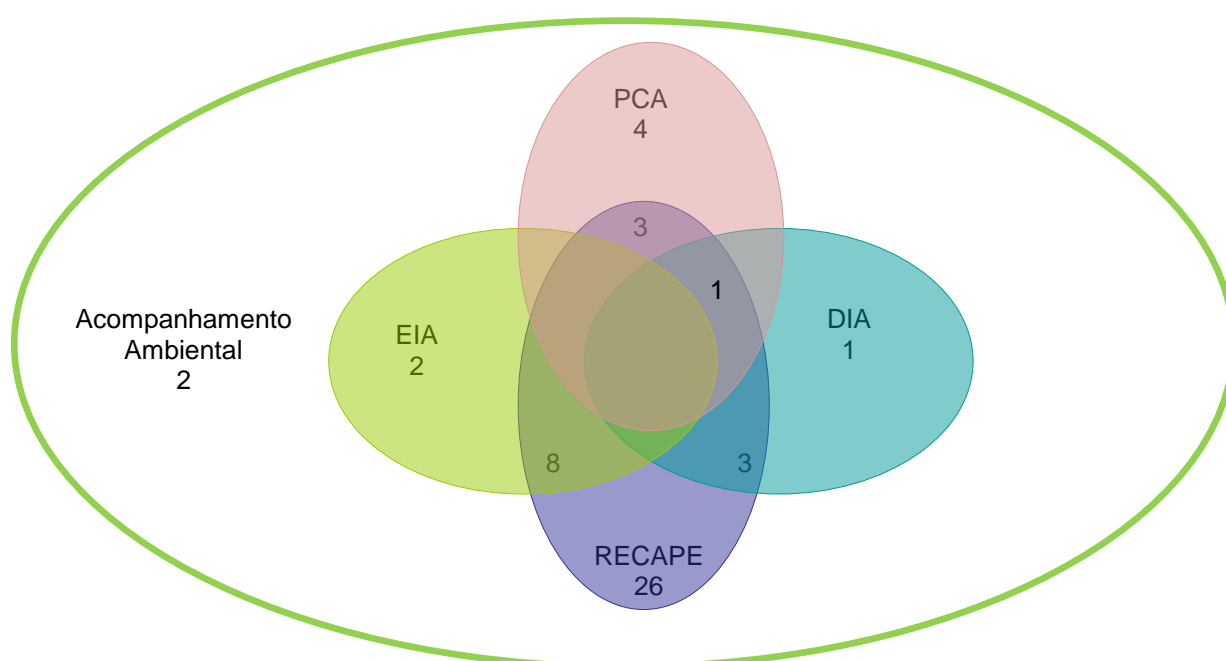 PCA
4
3
1
Acompanhamento
Ambiental
2
EIA
2
DIA
1
8
3
RECAPE
26